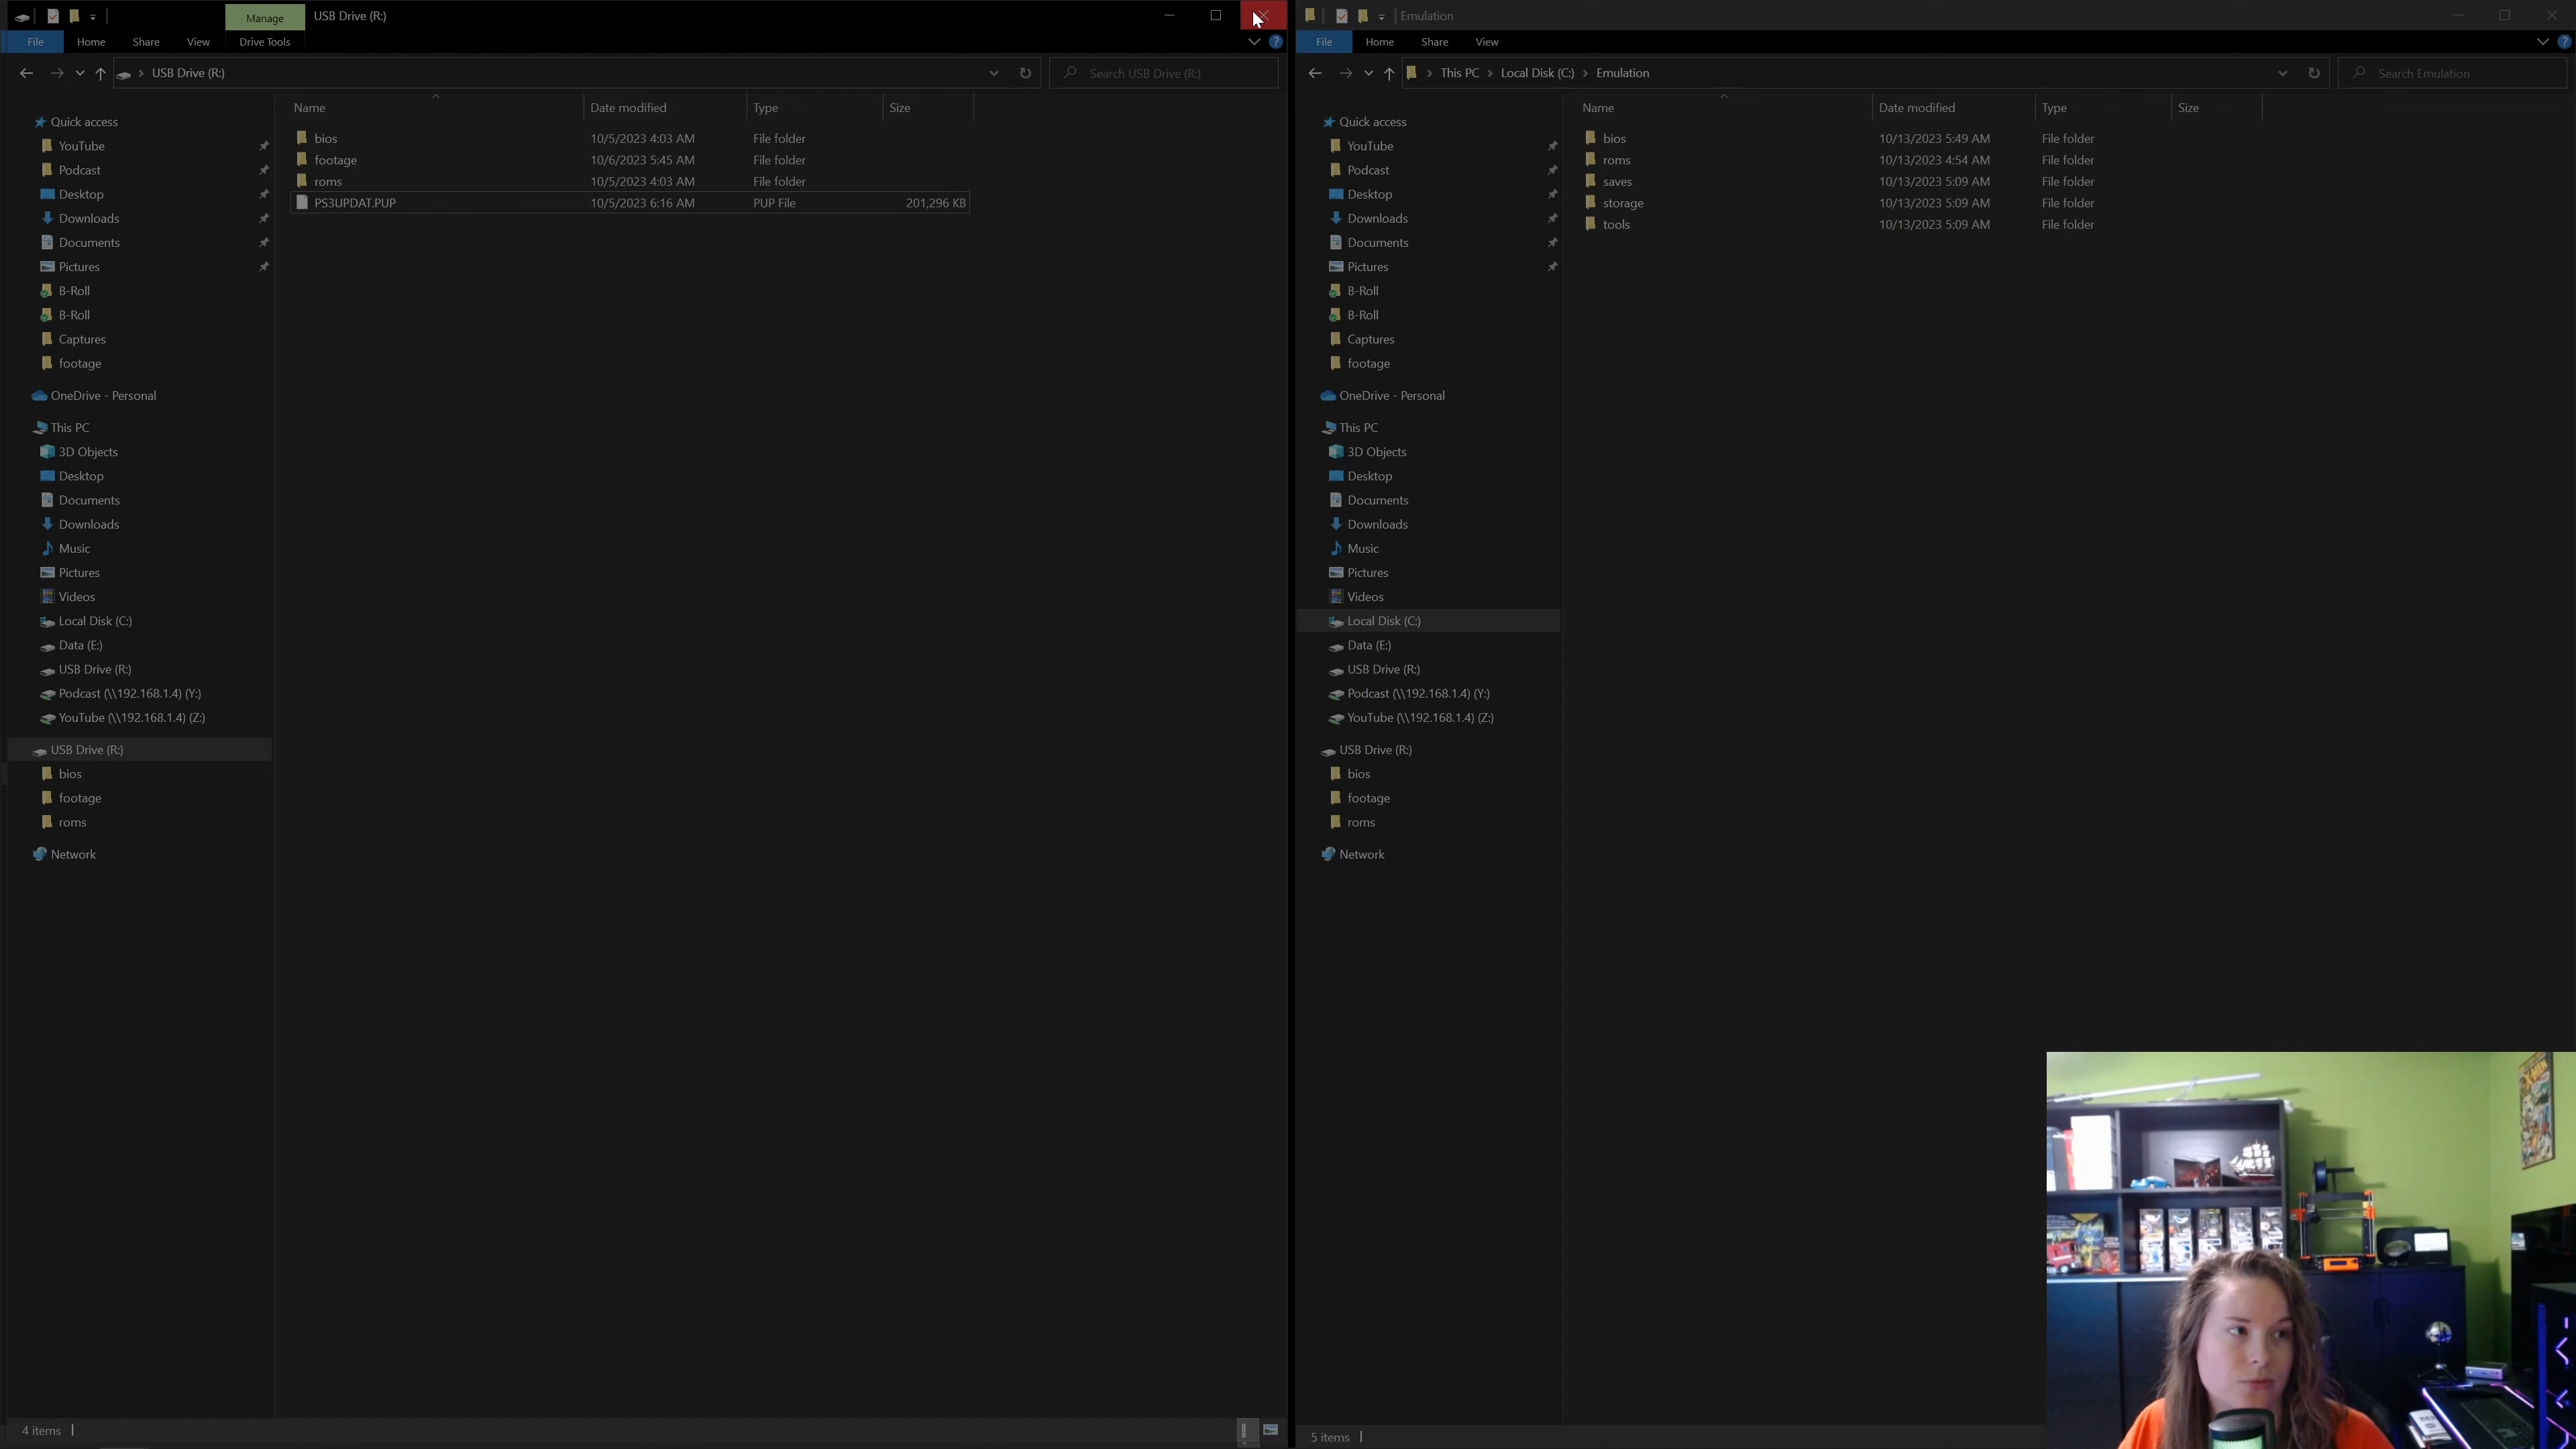 Manage
USB Drive (R:)
File
Home
Share
View
Drive Tools
USB Drive (R:)
Search USB Drive (R:)
Name
Date modified
Type
Size
bios
10/5/2023 4:03 AM
File folder
footage
10/6/2023 5:45 AM
File folder
roms
10/5/2023 4:03 AM
File folder
PS3UPDAT.PUP
10/5/2023 6:16 AM
PUP File
201,296 KB
Quick access
YouTube
Podcast
Desktop
Downloads
Documents
Pictures
B-Roll
B-Roll
Captures
footage
OneDrive - Personal
This PC
3D Objects
Desktop
Documents
Downloads
Music
Pictures
Videos
Local Disk (C:)
Data (E:)
USB Drive (R:)
Podcast (\\192.168.1.4) (Y:)
YouTube (\\192.168.1.4) (Z:)
USB Drive (R:)
bios
footage
roms
Network
4 items
Emulation
File
Home
Share
View
This PC
Local Disk (C:)
Emulation
Search Emulation
Name
Date modified
Type
Size
bios
10/13/2023 5:49 AM
File folder
roms
10/13/2023 4:54 AM
File folder
saves
10/13/2023 5:09 AM
File folder
storage
10/13/2023 5:09 AM
File folder
tools
10/13/2023 5:09 AM
File folder
Quick access
YouTube
Podcast
Desktop
Downloads
Documents
Pictures
B-Roll
B-Roll
Captures
footage
OneDrive - Personal
This PC
3D Objects
Desktop
Documents
Downloads
Music
Pictures
Videos
Local Disk (C:)
Data (E:)
USB Drive (R:)
Podcast (\\192.168.1.4) (Y:)
YouTube (\\192.168.1.4) (Z:)
USB Drive (R:)
bios
footage
roms
Network
5 items
X-MEN